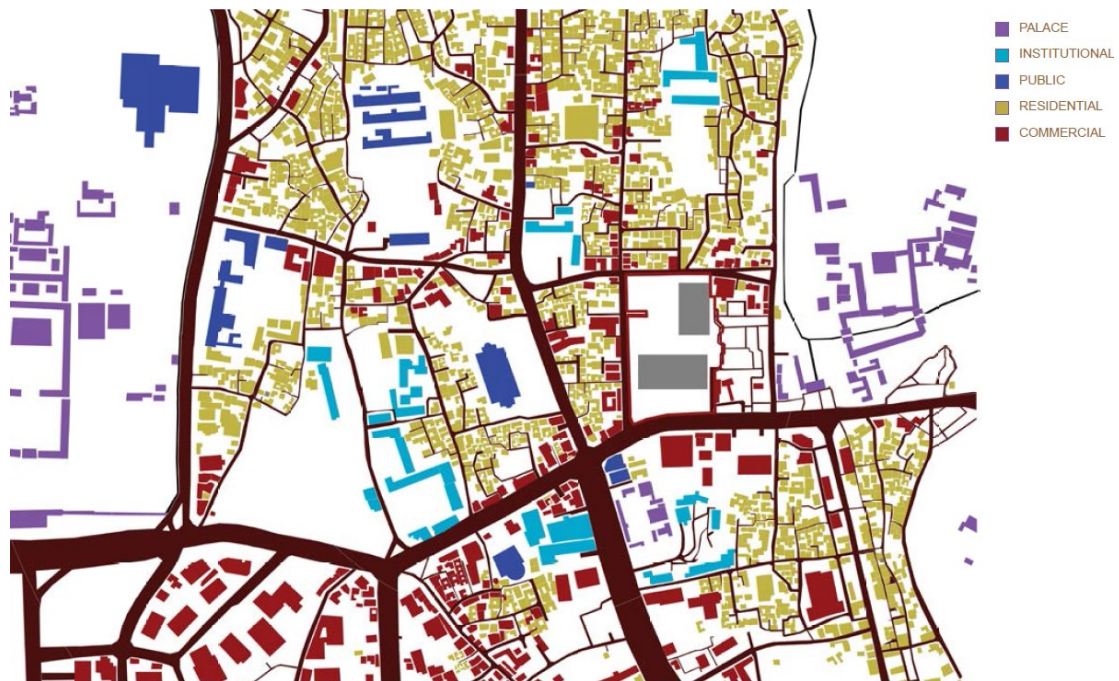 PALACE
INSTITUTIONAL
PUBLIC
RESIDENTIAL
COMMERCIAL